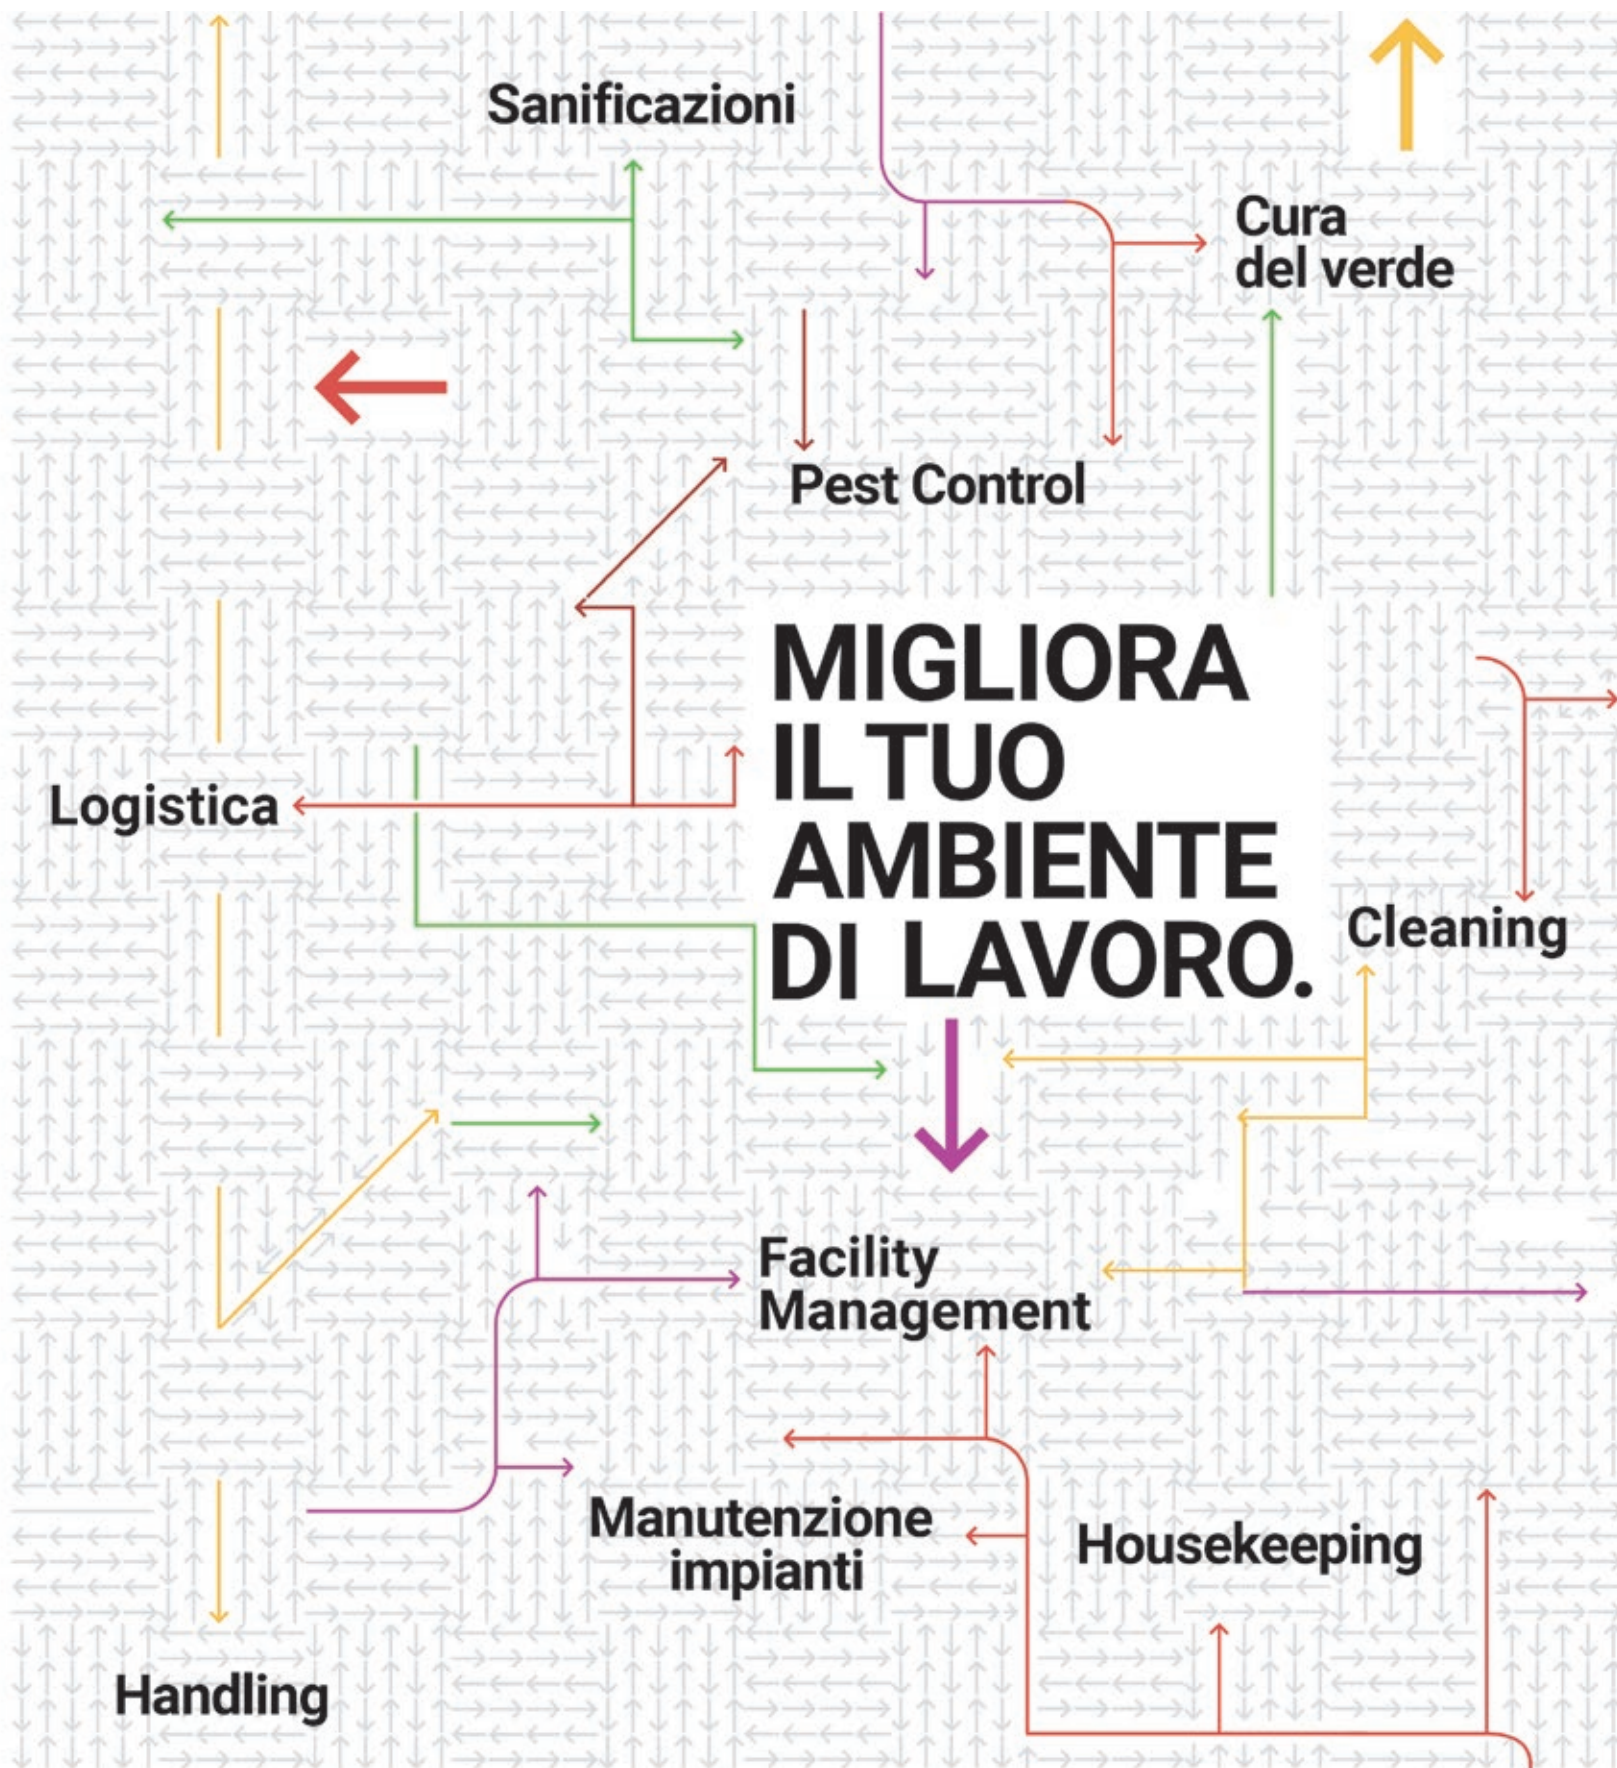 Sanificazioni
Cura
del verde
Pest Control
MIGLIORA
IL TUO
AMBIENTE
DI LAVORO.
Logistica
Cleaning
Facility
Management
Manutenzione
impianti
Housekeeping
Handling